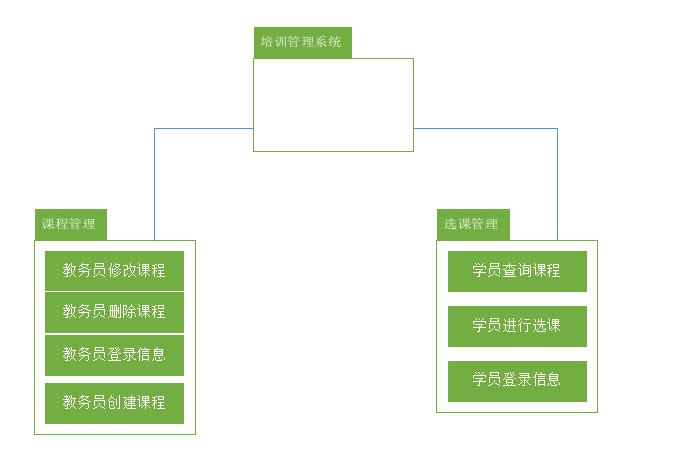 培训管理系统
课程管理
教务员修改课程
教务员删除课程
教务员登录信息
教务员创建课程
选课管理
学员查询课程
学员进行选课
学员登录信息